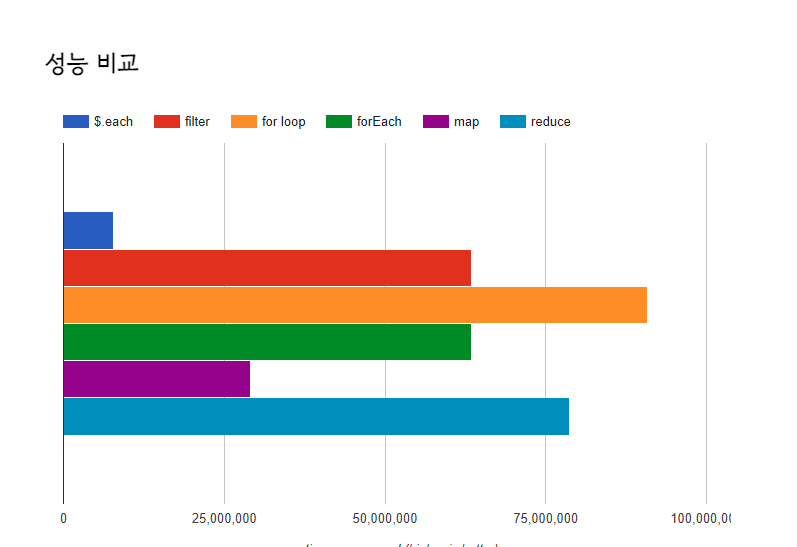 성능 비교
$.each filter for loop forEach map reduce
0 25,000,000 50,000,000 75,000,000